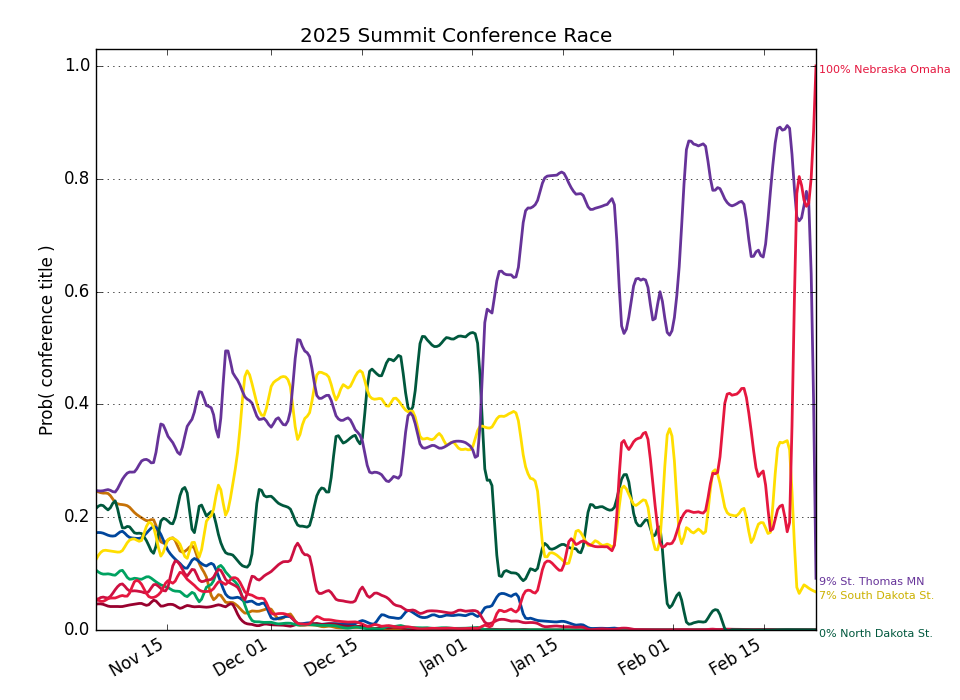 2025 Summit Conference Race
1.0
0.8
0.6
0.4
0.2
0.0
Prob( conference title )
Nov 15
Dec 01
Dec 15
Jan 01
Jan 15
Feb 01
Feb 15
100% Nebraska Omaha
9% St. Thomas MN
7% South Dakota St.
0% North Dakota St.